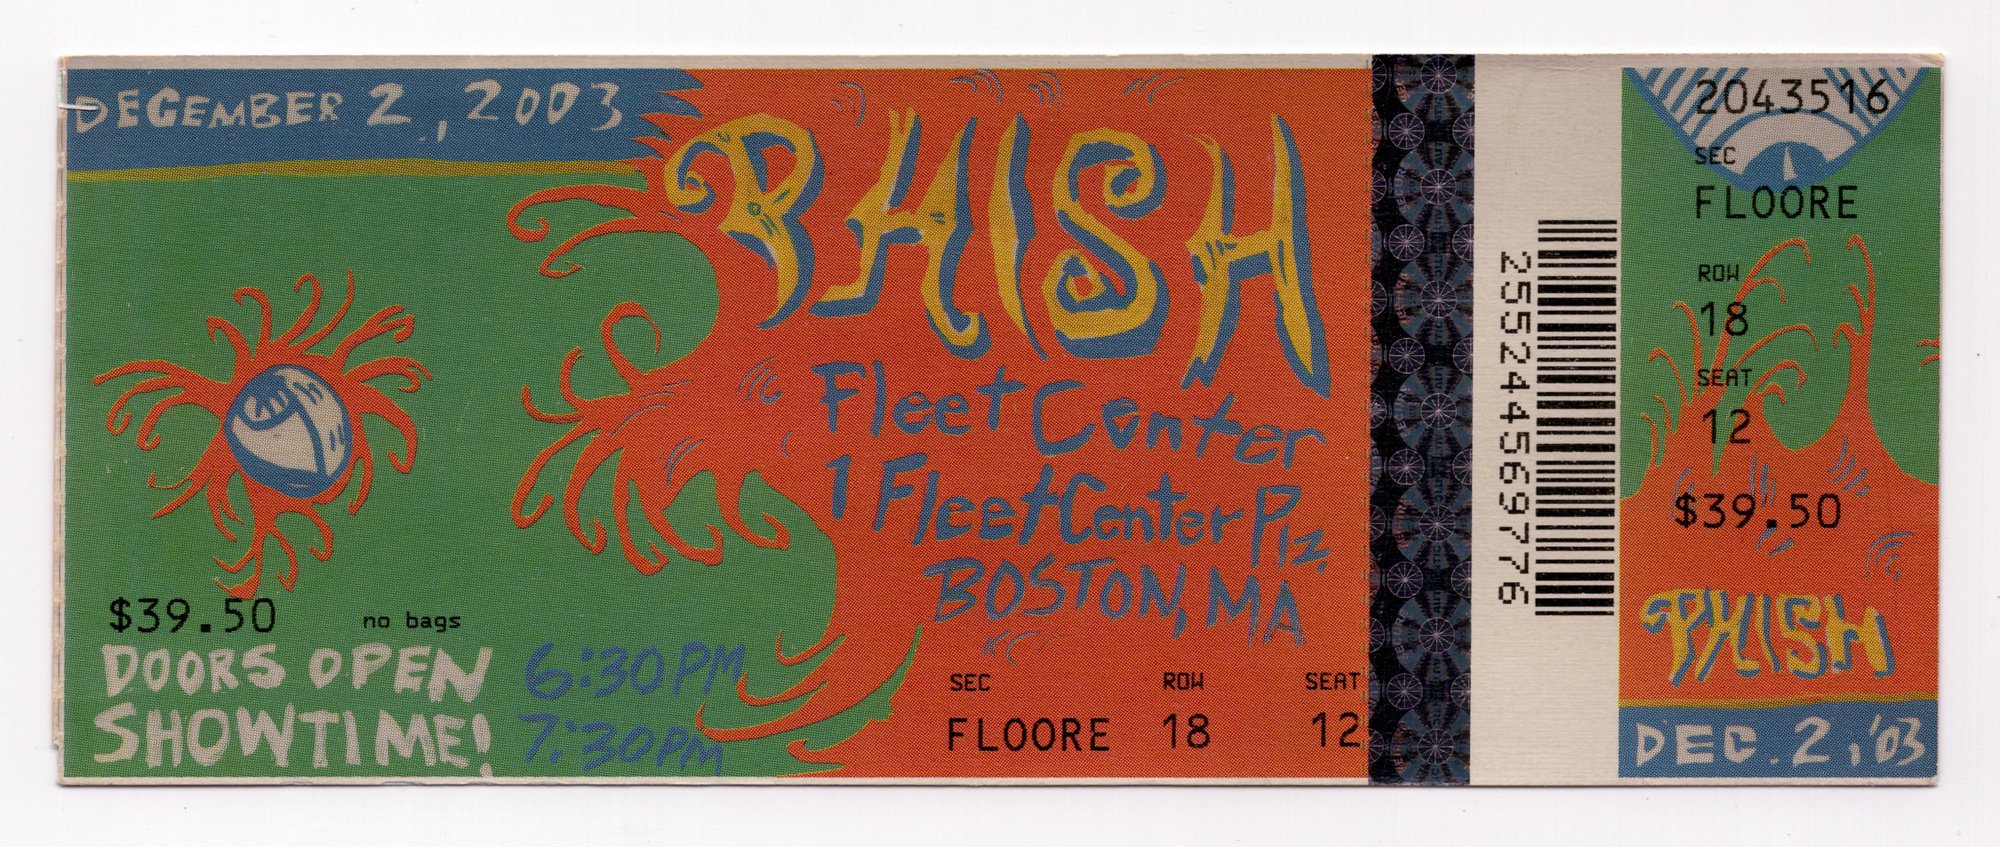 DECEMBER 2, 2003
PHISH
Fleet Center
1 FleetCenter Plz.
BOSTON, MA
$39.50 no bags
DOORS OPEN 6:30PM
SHOWTIME! 7:30PM
SEC ROW SEAT
FLOORE 18 12
2552445697776
2043516
SEC
FLOORE
ROW
18
SEAT
12
$39.50
PHISH
DEC. 2, '03